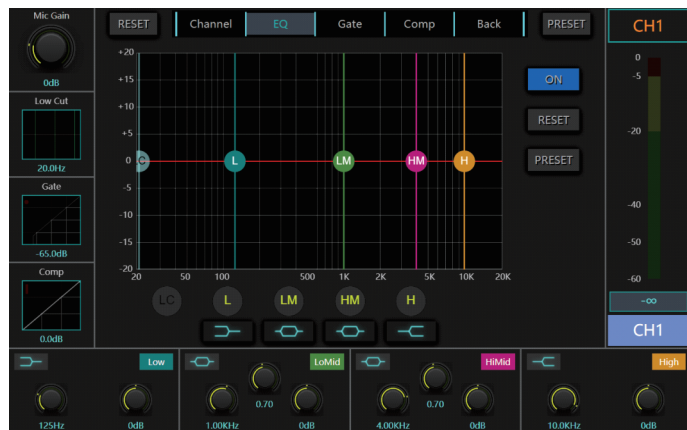 Mic Gain
0dB
Low Cut
20.0Hz
Gate
-65.0dB
Comp
0.0dB
RESET
Channel
EQ
Gate
Comp
Back
PRESET
+20
+15
+10
+5
0
-5
-10
-15
-20
C
L
LM
HM
H
20
50
100
500
1K
2K
5K
10K
20K
LC
L
LM
HM
H
ON
RESET
PRESET
CH1
0
-5
-20
-40
-50
-60
-∞
CH1
Low
125Hz
0dB
LoMid
0.70
1.00KHz
0dB
HiMid
0.70
4.00KHz
0dB
High
10.0KHz
0dB